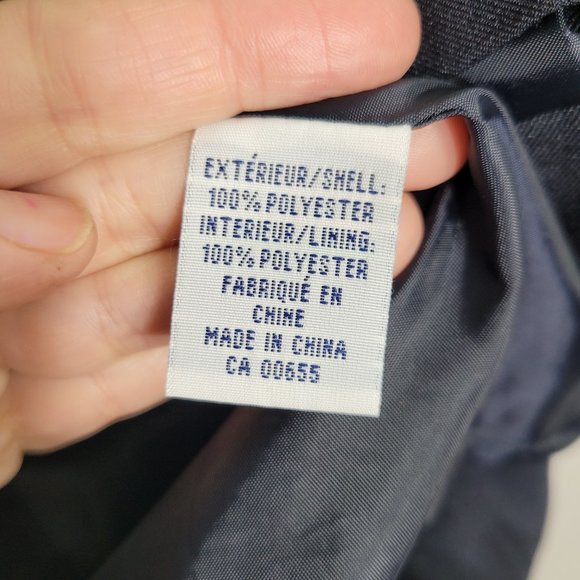 EXTÉRIEUR/SHELL:
100% POLYESTER
INTERIEUR/LINING:
100% POLYESTER
FABRIQUÉ EN
CHINE
MADE IN CHINA
CA 00655